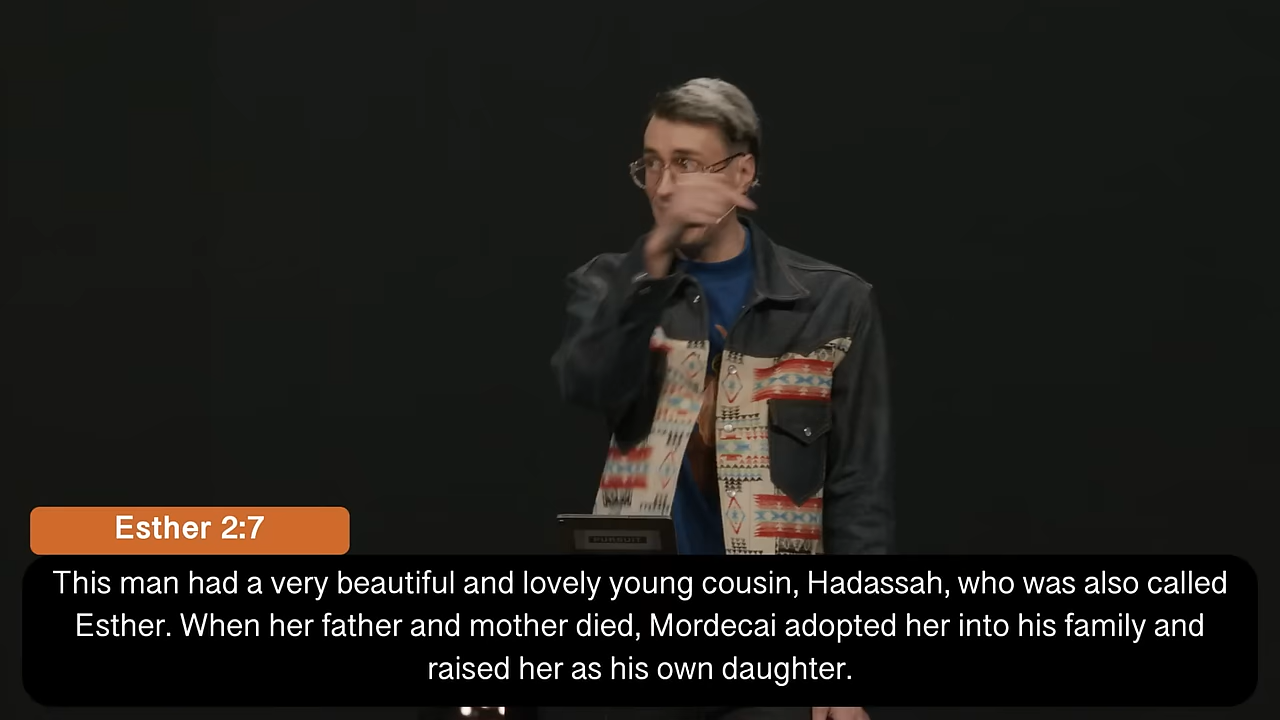 PURSUIT
Esther 2:7
This man had a very beautiful and lovely young cousin, Hadassah, who was also called
Esther. When her father and mother died, Mordecai adopted her into his family and
raised her as his own daughter.